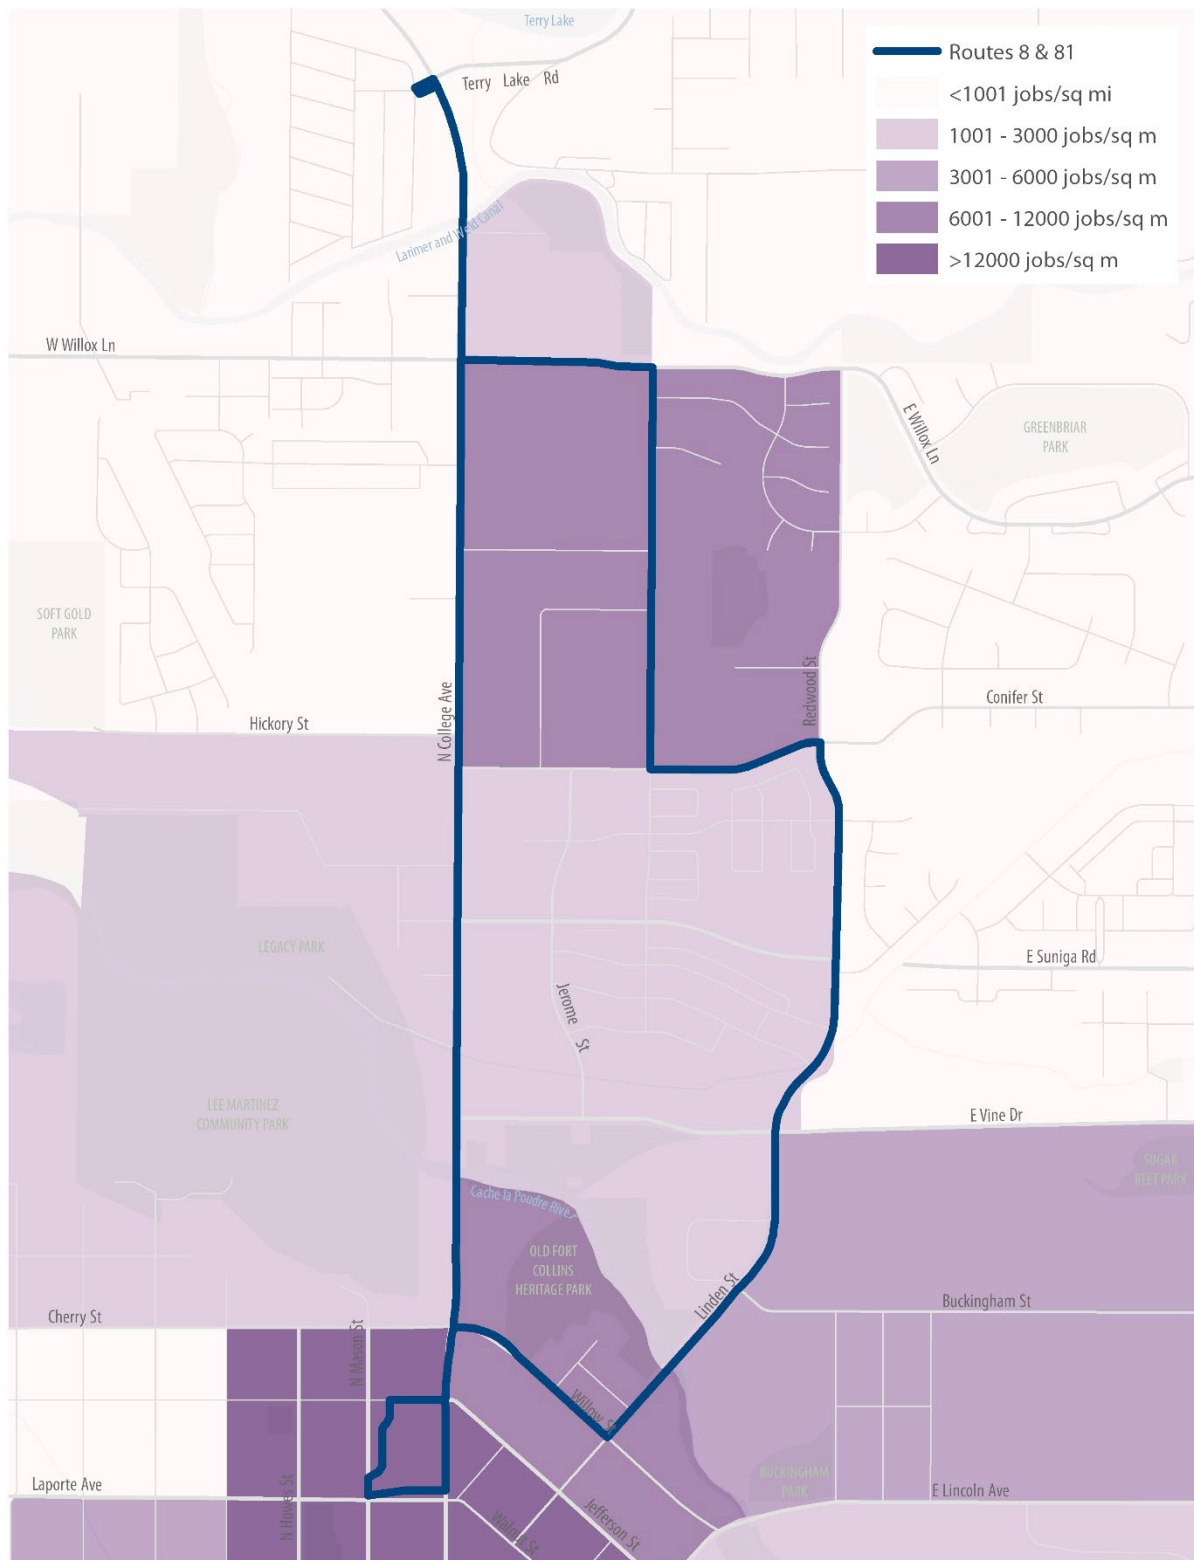 Terry Lake
Routes 8 & 81
Terry Lake Rd
<1001 jobs/sq mi
1001 - 3000 jobs/sq m
3001 - 6000 jobs/sq m
6001 - 12000 jobs/sq m
>12000 jobs/sq m
Larimer and Weld Canal
W Willox Ln
E Willox Ln
GREENBRIAR
PARK
SOFT GOLD
PARK
Redwood St
Conifer St
N College Ave
Hickory St
LEGACY PARK
E Suniga Rd
Jerome St
LEE MARTINEZ
COMMUNITY PARK
E Vine Dr
SUGAR
BEET PARK
Cache la Poudre River
OLD FORT
COLLINS
HERITAGE PARK
Linden St
Buckingham St
Cherry St
N Mason St
Willow St
BUCKINGHAM
PARK
Laporte Ave
E Lincoln Ave
N Howes St
Jefferson St
Walnut St